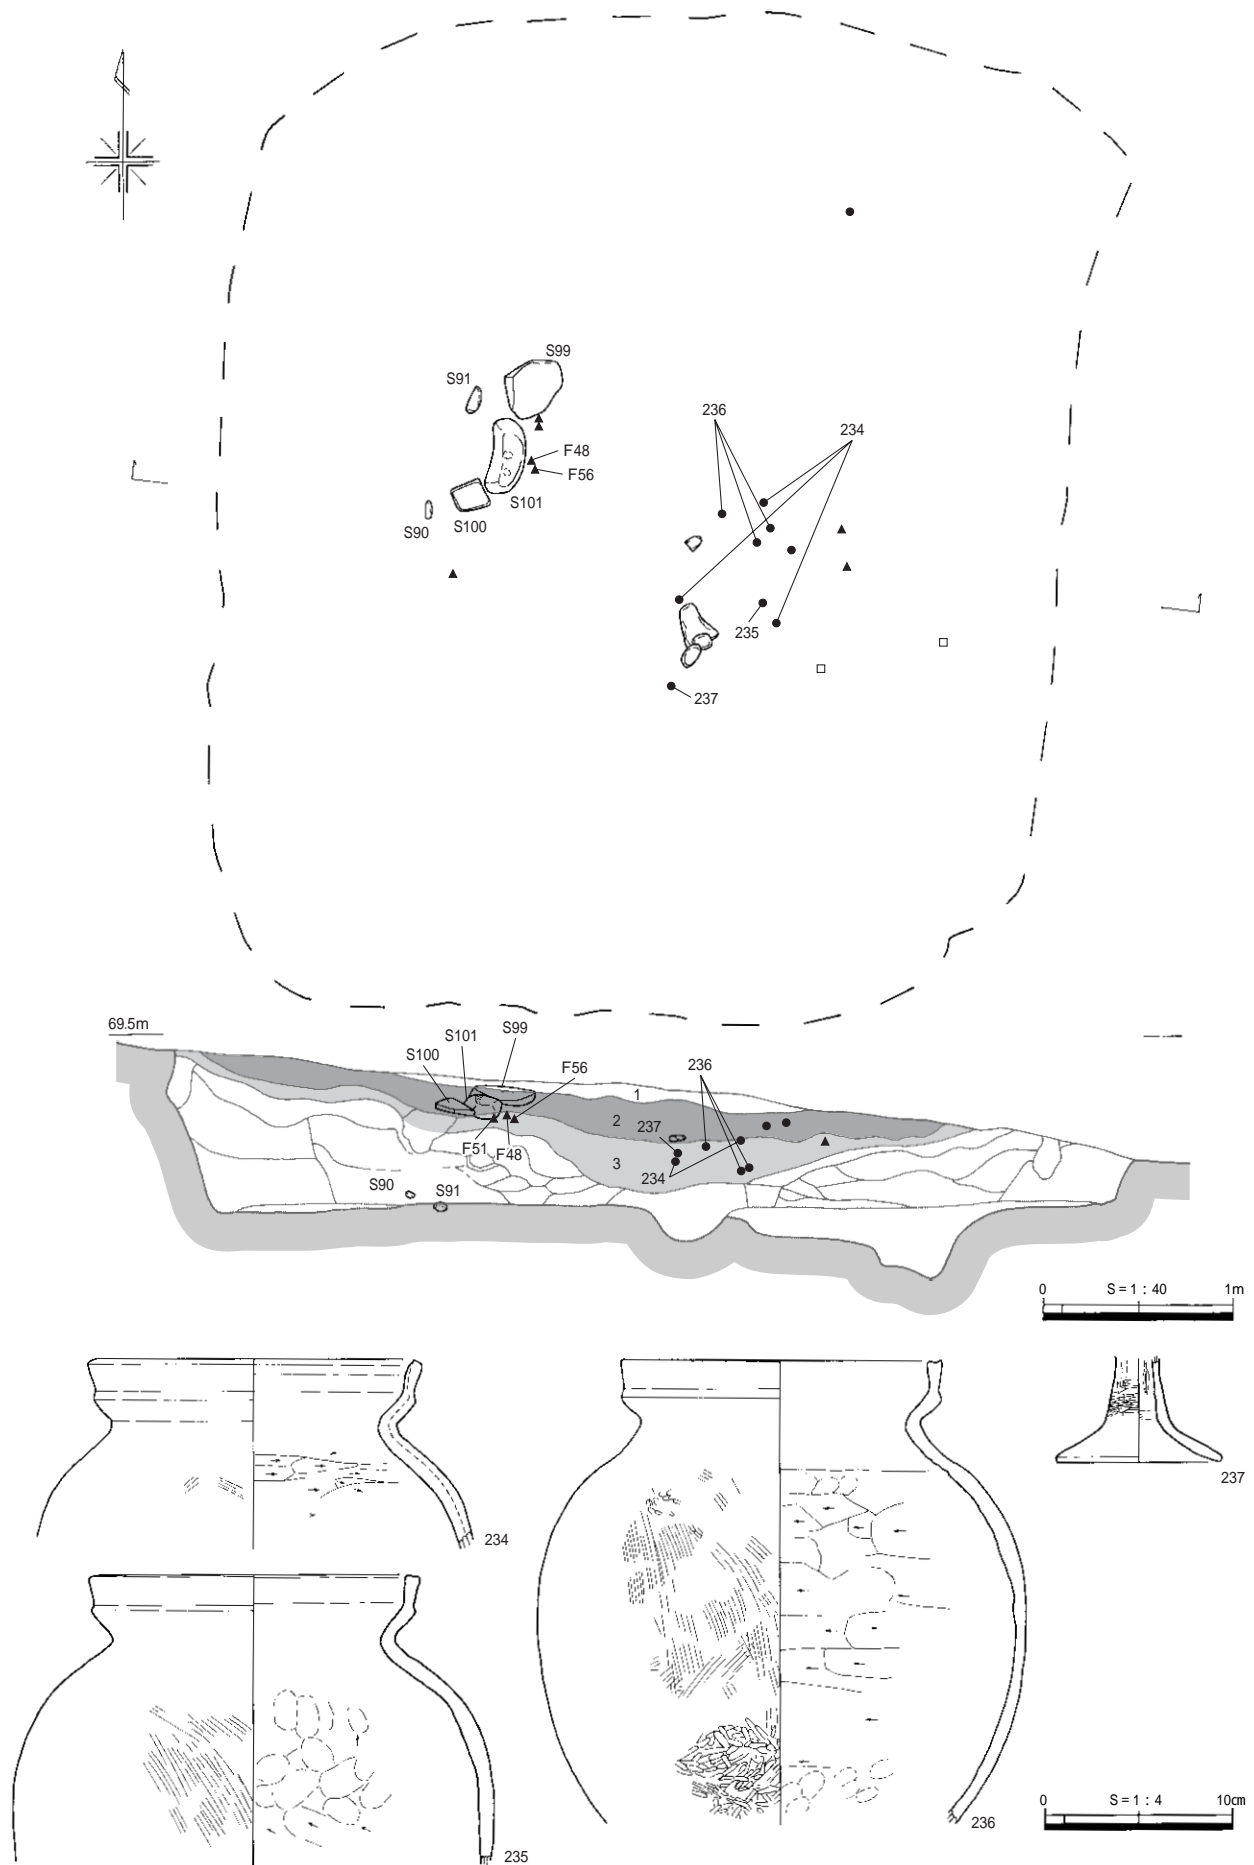 S99
S91
236
234
F48
F56
S101
S100
S90
235
237
69.5m
S99
S101
S100
F56
236
1
2
237
F51
F48
3
234
S90
S91
0 S = 1 : 40 1m
237
234
235
236
0 S = 1 : 4 10cm